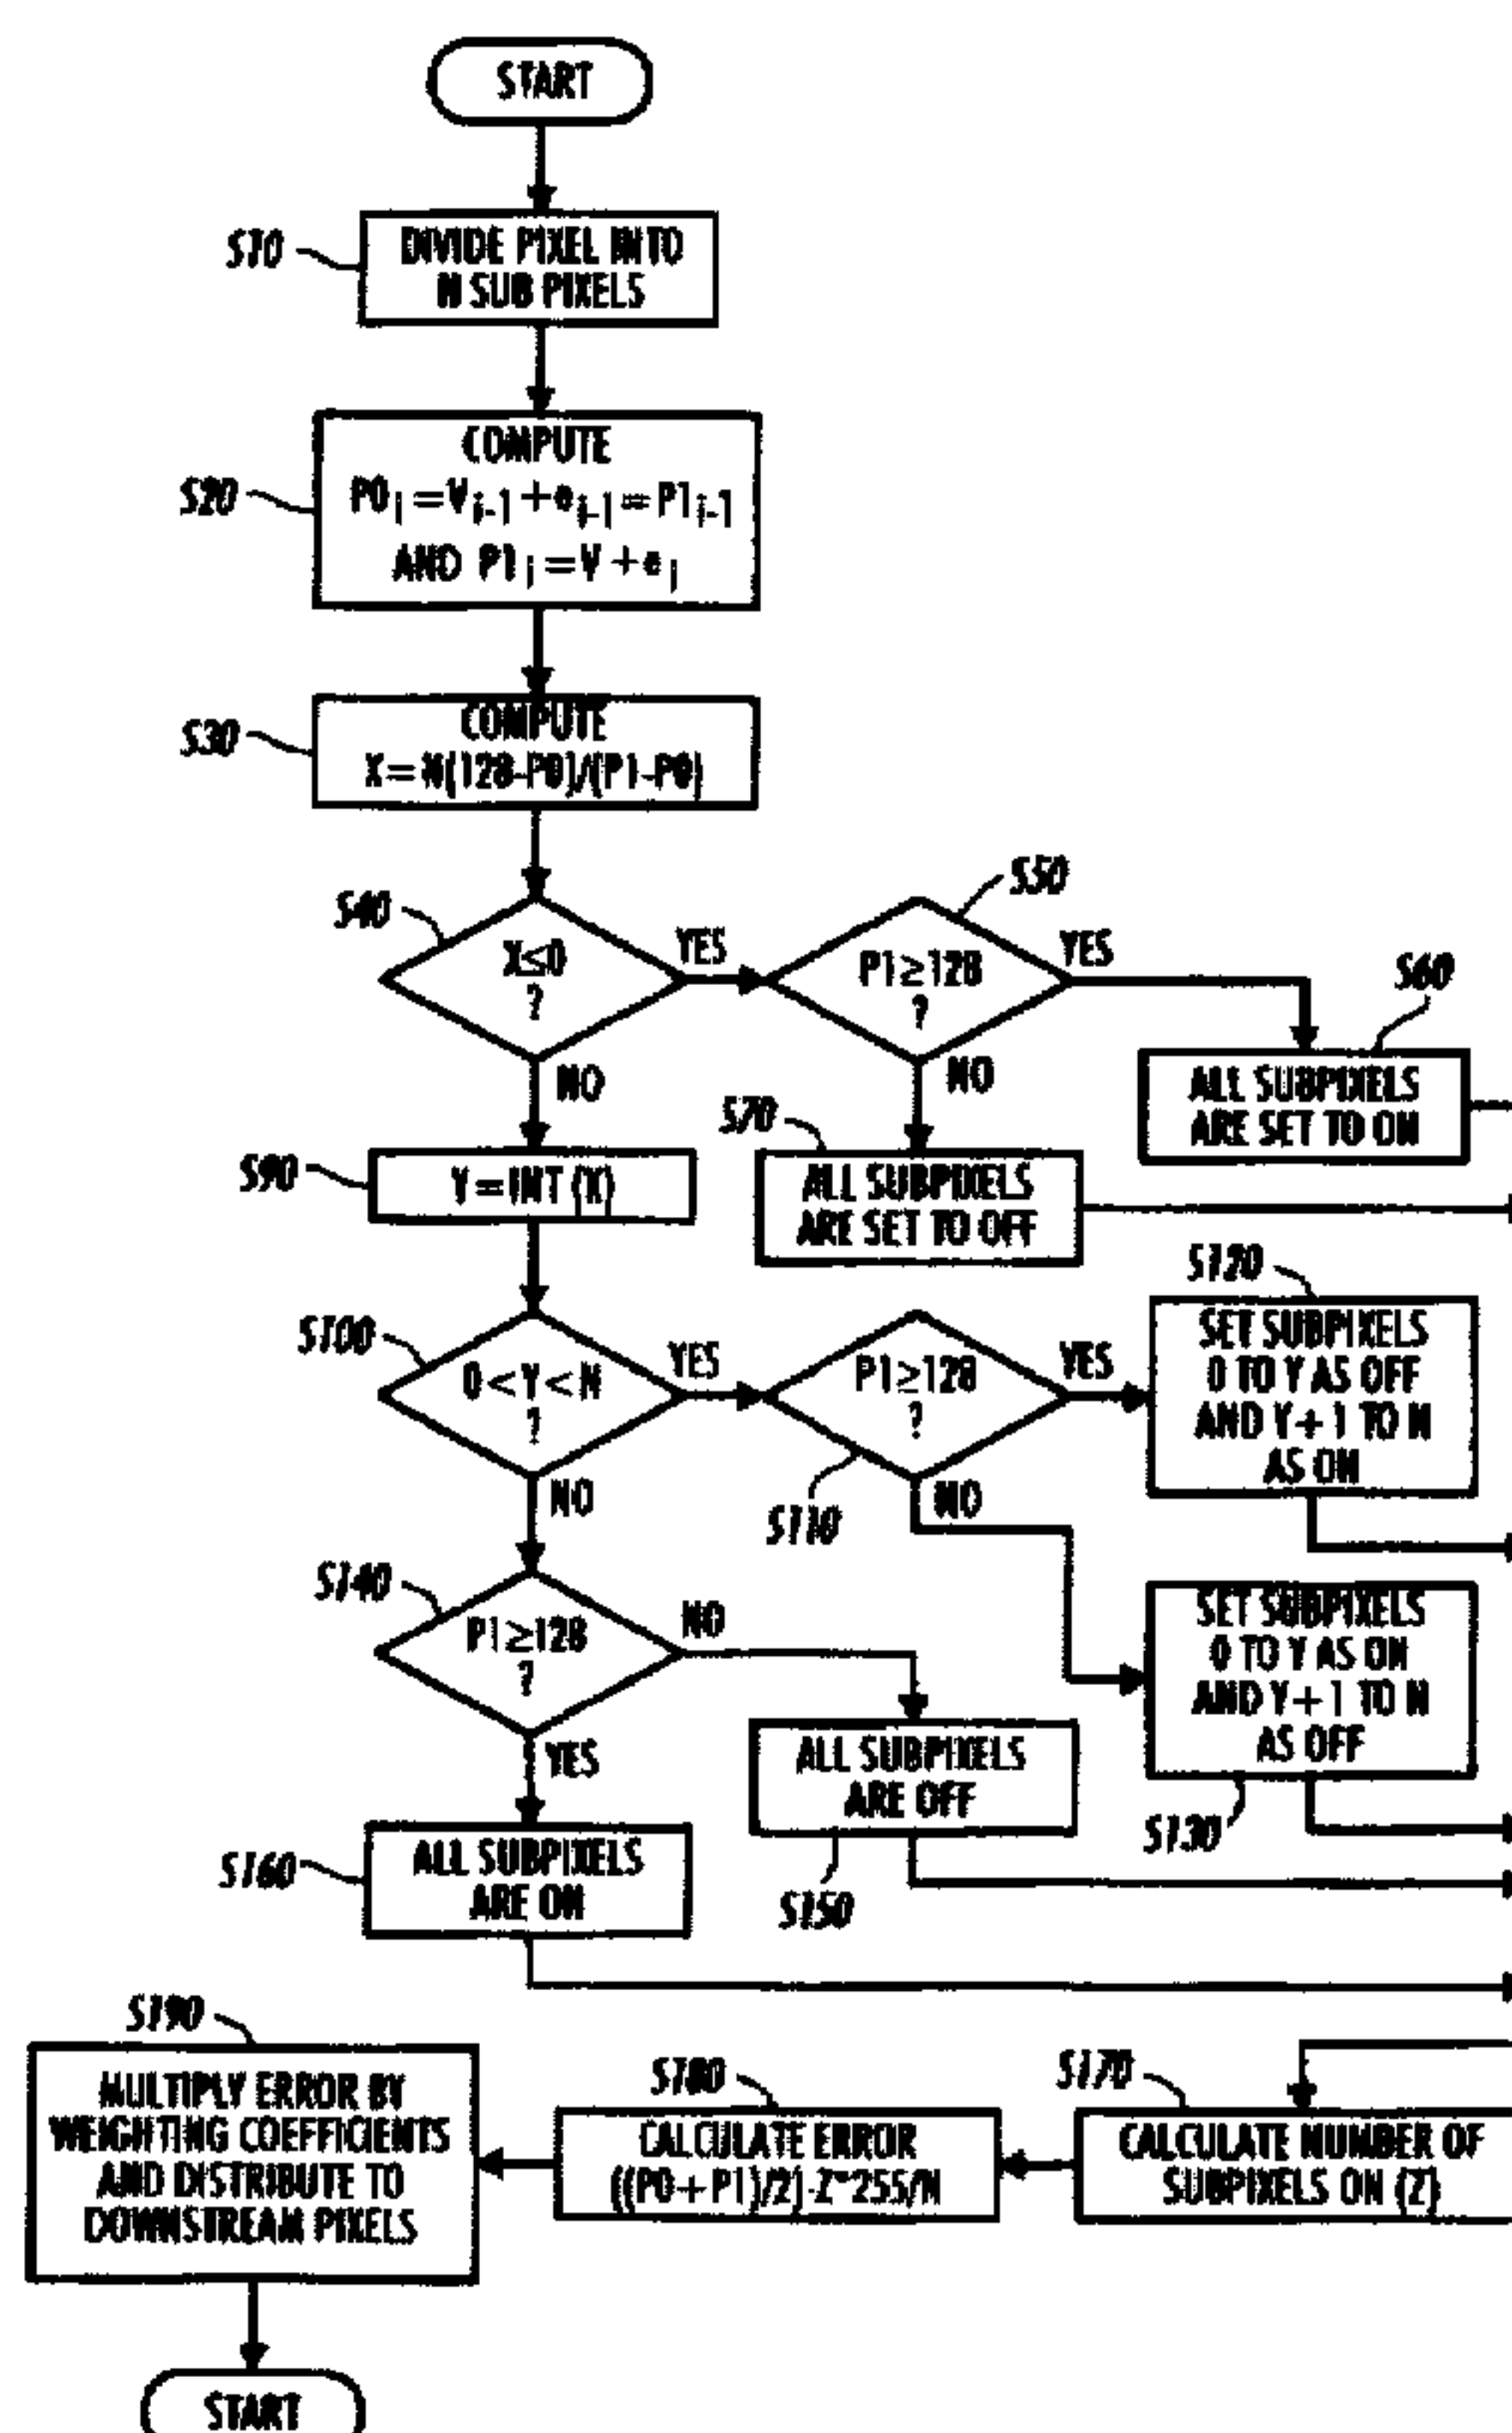 START
S10
DIVIDE PIXEL INTO
N SUB PIXELS
S20
COMPUTE
P0i = Vi-1 + ei-1 = P1i-1
AND P1i = V + ei
S30
COMPUTE
X = N(128-P0)/(P1-P0)
S40
X≤0
?
YES
NO
S50
P1≥128
?
YES
NO
S60
ALL SUBPIXELS
ARE SET TO ON
S70
ALL SUBPIXELS
ARE SET TO OFF
S90
Y = INT (X)
S100
0 < Y < N
?
YES
NO
P1≥128
?
S110
YES
NO
S120
SET SUBPIXELS
0 TO Y AS OFF
AND Y+1 TO N
AS ON
S140
P1≥128
?
NO
YES
SET SUBPIXELS
0 TO Y AS ON
AND Y+1 TO N
AS OFF
S130
ALL SUBPIXELS
ARE OFF
S150
S160
ALL SUBPIXELS
ARE ON
S190
MULTIPLY ERROR BY
WEIGHTING COEFFICIENTS
AND DISTRIBUTE TO
DOWNSTREAM PIXELS
S180
CALCULATE ERROR
((P0+P1)/2)-Z*255/N
S170
CALCULATE NUMBER OF
SUBPIXELS ON (Z)
START